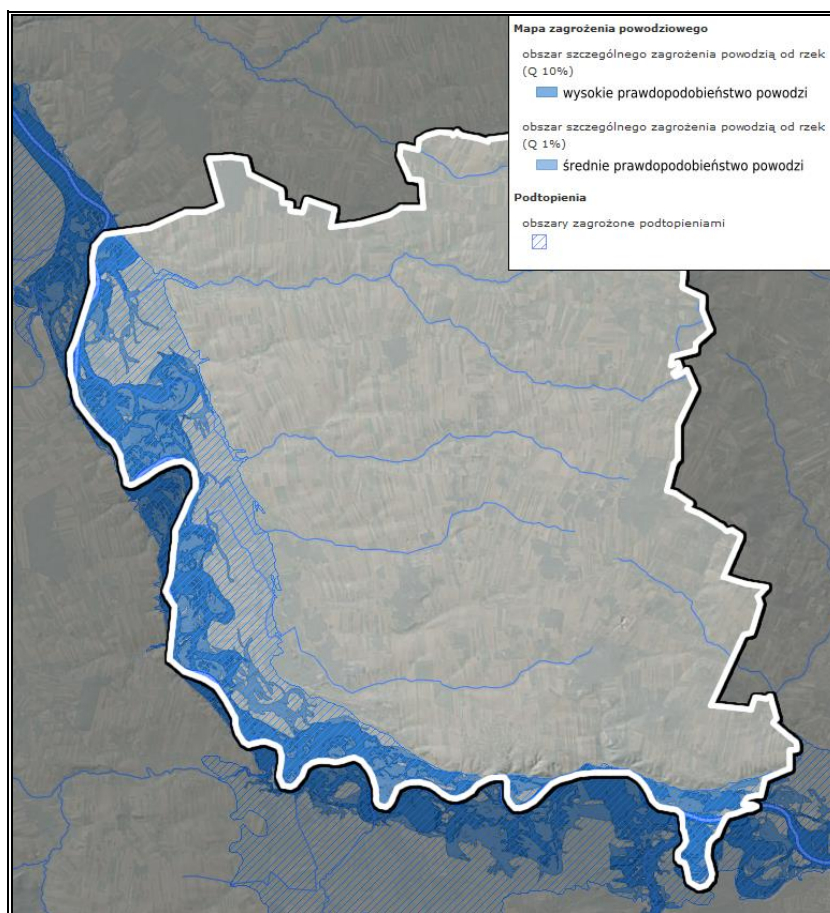 Mapa zagrożenia powodziowego
obszar szczególnego zagrożenia powodzią od rzek
(Q 10%)
wysokie prawdopodobieństwo powodzi
obszar szczególnego zagrożenia powodzią od rzek
(Q 1%)
średnie prawdopodobieństwo powodzi
Podtopienia
obszary zagrożone podtopieniami